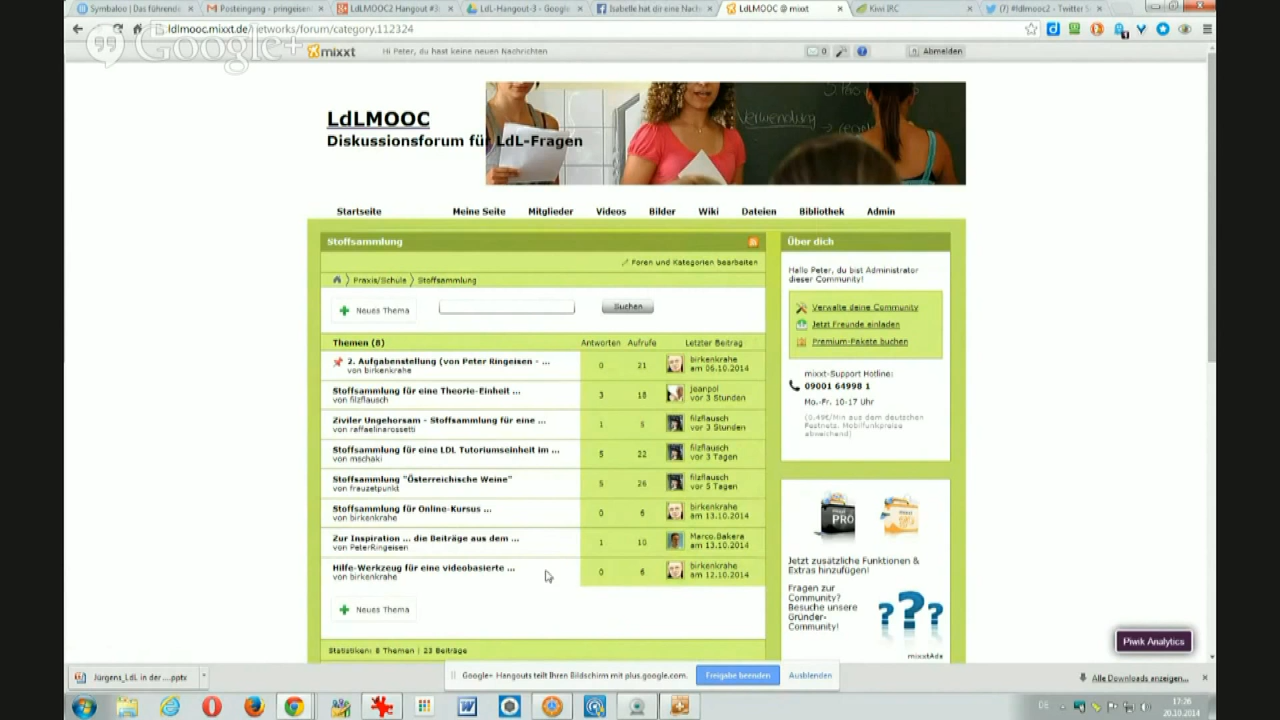 Symbaloo | Das führende
Posteingang - pringeisen
LdLMOOC2 Hangout #3
LdL-Hangout-3 - Google
Isabelle hat dir eine Nach
LdLMOOC @ mixxt
Kiwi IRC
(7) #ldlmooc2 - Twitter S
ldlmooc.mixxt.de/networks/forum/category.112324
Google+
mixxt
Hi Peter, du hast keine neuen Nachrichten
0
Abmelden
LdLMOOC
Diskussionsforum für LdL-Fragen
Verwendung
Startseite
Meine Seite
Mitglieder
Videos
Bilder
Wiki
Dateien
Bibliothek
Admin
Stoffsammlung
Foren und Kategorien bearbeiten
Praxis/Schule
Stoffsammlung
Neues Thema
Suchen
Themen (8) Antworten Aufrufe Letzter Beitrag
2. Aufgabenstellung (von Peter Ringeisen - ... 0 21 birkenkrahe
von birkenkrahe am 06.10.2014
Stoffsammlung für eine Theorie-Einheit ... 3 18 jeanpol
von filzflausch vor 3 Stunden
Ziviler Ungehorsam - Stoffsammlung für eine ... 1 5 filzflausch
von raffaelinarossetti vor 3 Stunden
Stoffsammlung für eine LDL Tutoriumseinheit im ... 5 22 filzflausch
von mschaki vor 3 Tagen
Stoffsammlung "Österreichische Weine" 5 26 filzflausch
von frauzetpunkt vor 5 Tagen
Stoffsammlung für Online-Kursus ... 0 6 birkenkrahe
von birkenkrahe am 13.10.2014
Zur Inspiration ... die Beiträge aus dem ... 1 10 Marco.Bakera
von PeterRingeisen am 13.10.2014
Hilfe-Werkzeug für eine videobasierte ... 0 6 birkenkrahe
von birkenkrahe am 12.10.2014
Neues Thema
Statistiken: 8 Themen | 23 Beiträge
Über dich
Hallo Peter, du bist Administrator
dieser Community!
Verwalte deine Community
Jetzt Freunde einladen
Premium-Pakete buchen
mixxt-Support Hotline:
09001 64998 1
Mo.-Fr. 10-17 Uhr
(0.49€/Min aus dem deutschen
Festnetz. Mobilfunkpreise
abweichend)
PRO
Jetzt zusätzliche Funktionen &
Extras hinzufügen!
Fragen zur
Community?
Besuche unsere
Gründer-
Community!
???
mixxtAds
Piwik Analytics
Jürgens_LdL in der ....pptx
Google+ Hangouts teilt Ihren Bildschirm mit plus.google.com.
Freigabe beenden
Ausblenden
Alle Downloads anzeigen...
DE
17:26
20.10.2014